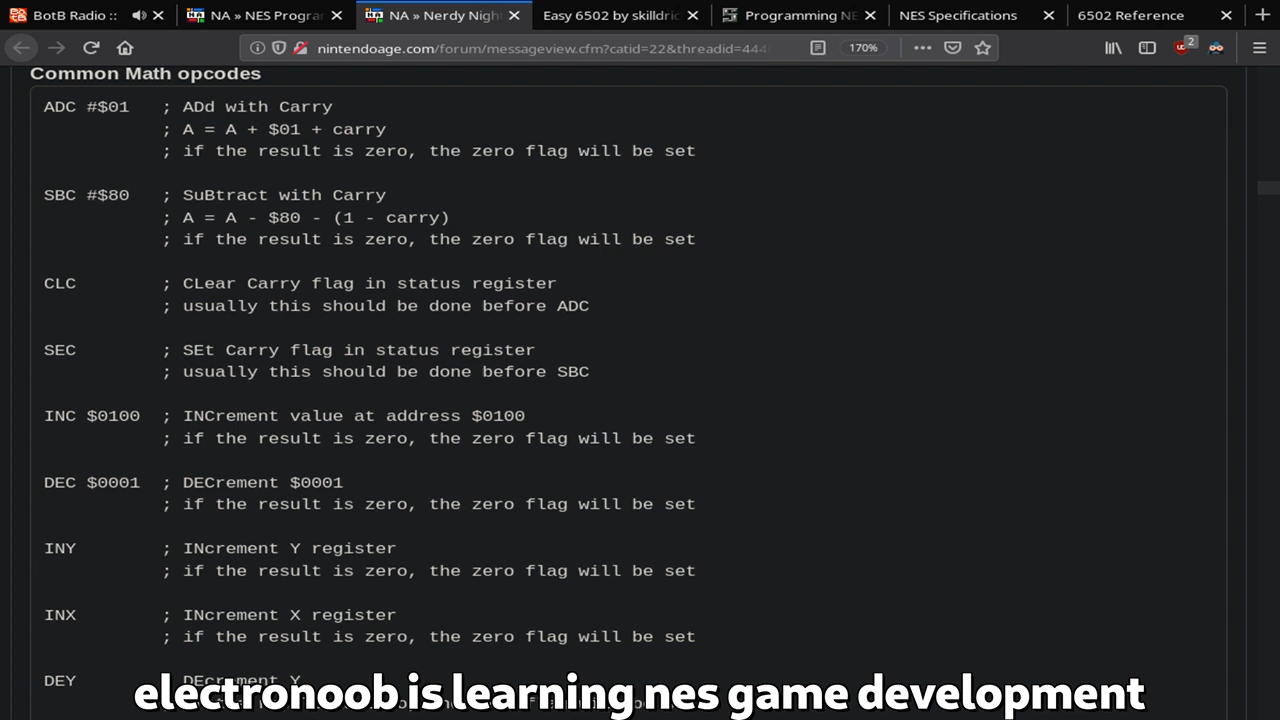 BotB Radio ::
NA » NES Progra
NA » Nerdy Nigh
Easy 6502 by skilldric
Programming NE
NES Specifications
6502 Reference
nintendoage.com/forum/messageview.cfm?catid=22&threadid=444
170%
2
Common Math opcodes
ADC #$01 ; ADd with Carry
; A = A + $01 + carry
; if the result is zero, the zero flag will be set
SBC #$80 ; SuBtract with Carry
; A = A - $80 - (1 - carry)
; if the result is zero, the zero flag will be set
CLC ; CLear Carry flag in status register
; usually this should be done before ADC
SEC ; SEt Carry flag in status register
; usually this should be done before SBC
INC $0100 ; INCrement value at address $0100
; if the result is zero, the zero flag will be set
DEC $0001 ; DECrement $0001
; if the result is zero, the zero flag will be set
INY ; INcrement Y register
; if the result is zero, the zero flag will be set
INX ; INcrement X register
; if the result is zero, the zero flag will be set
DEY ; DEcrement Y
electronoob is learning nes game development